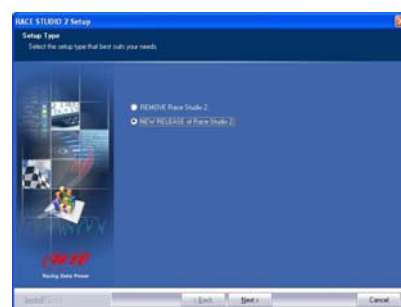 RACE STUDIO 2 Setup
Setup Type
Select the setup type that best suits your needs.
REMOVE Race Studio 2.
NEW RELEASE of Race Studio 2.
Racing Data Power
InstallShield
< Back
Next >
Cancel